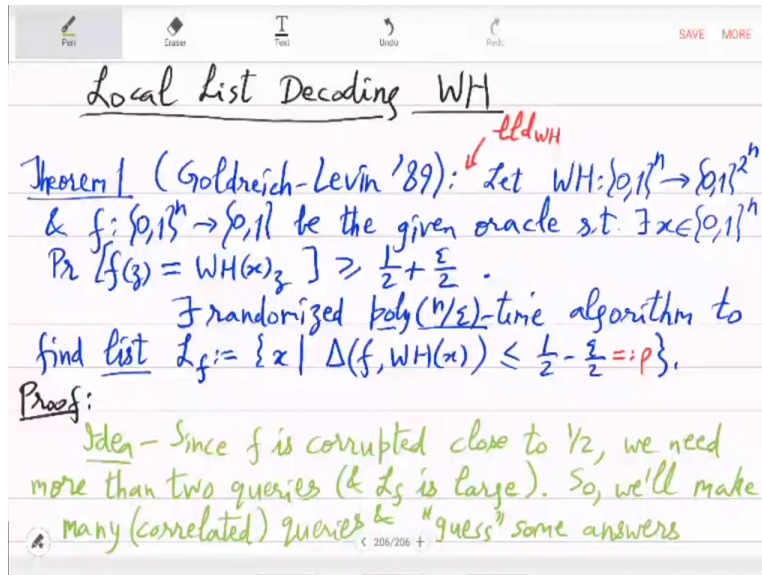 Pen Eraser Text Undo Redo SAVE MORE
Local List Decoding WH
lldWH
Theorem 1 (Goldreich-Levin '89): Let WH: {0,1}^n → {0,1}^2^n
& f: {0,1}^n → {0,1} be the given oracle s.t. ∃x∈{0,1}^n
Pr [f(z) = WH(x)_z ] ≥ 1/2 + ε/2 .
∃ randomized poly(n/ε)-time algorithm to
find list L_f := {x | Δ(f, WH(x)) ≤ 1/2 - ε/2 =: ρ}.
Proof:
Idea - Since f is corrupted close to 1/2, we need
more than two queries (& L_f is large). So, we'll make
many (correlated) queries & "guess" some answers
< 206/206 +